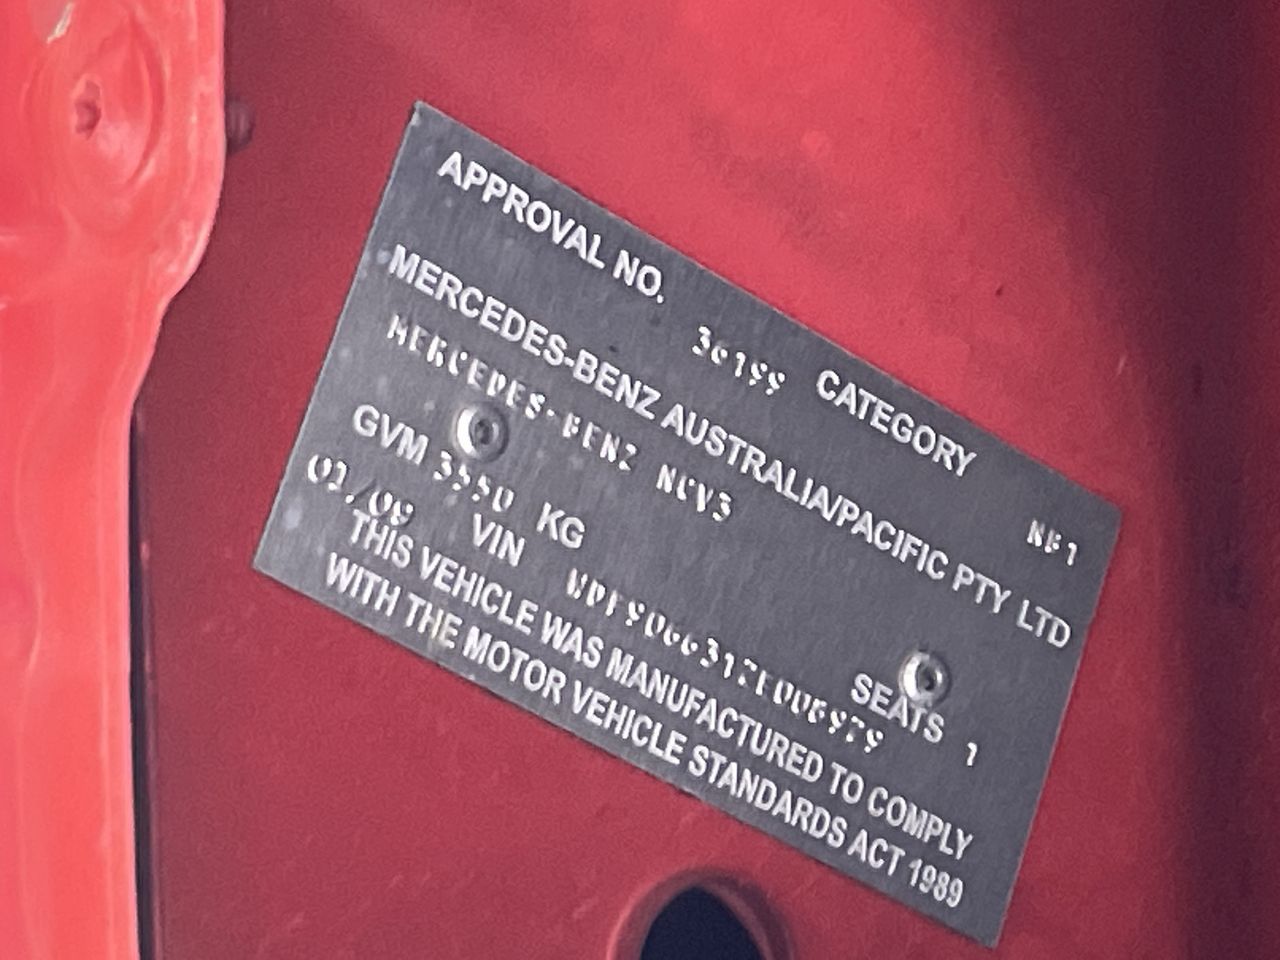 APPROVAL NO. 36199 CATEGORY NB1
MERCEDES-BENZ AUSTRALIA/PACIFIC PTY LTD
MERCEDES-BENZ NCV3
GVM 3550 KG SEATS 1
VIN
THIS VEHICLE WAS MANUFACTURED TO COMPLY
WITH THE MOTOR VEHICLE STANDARDS ACT 1989